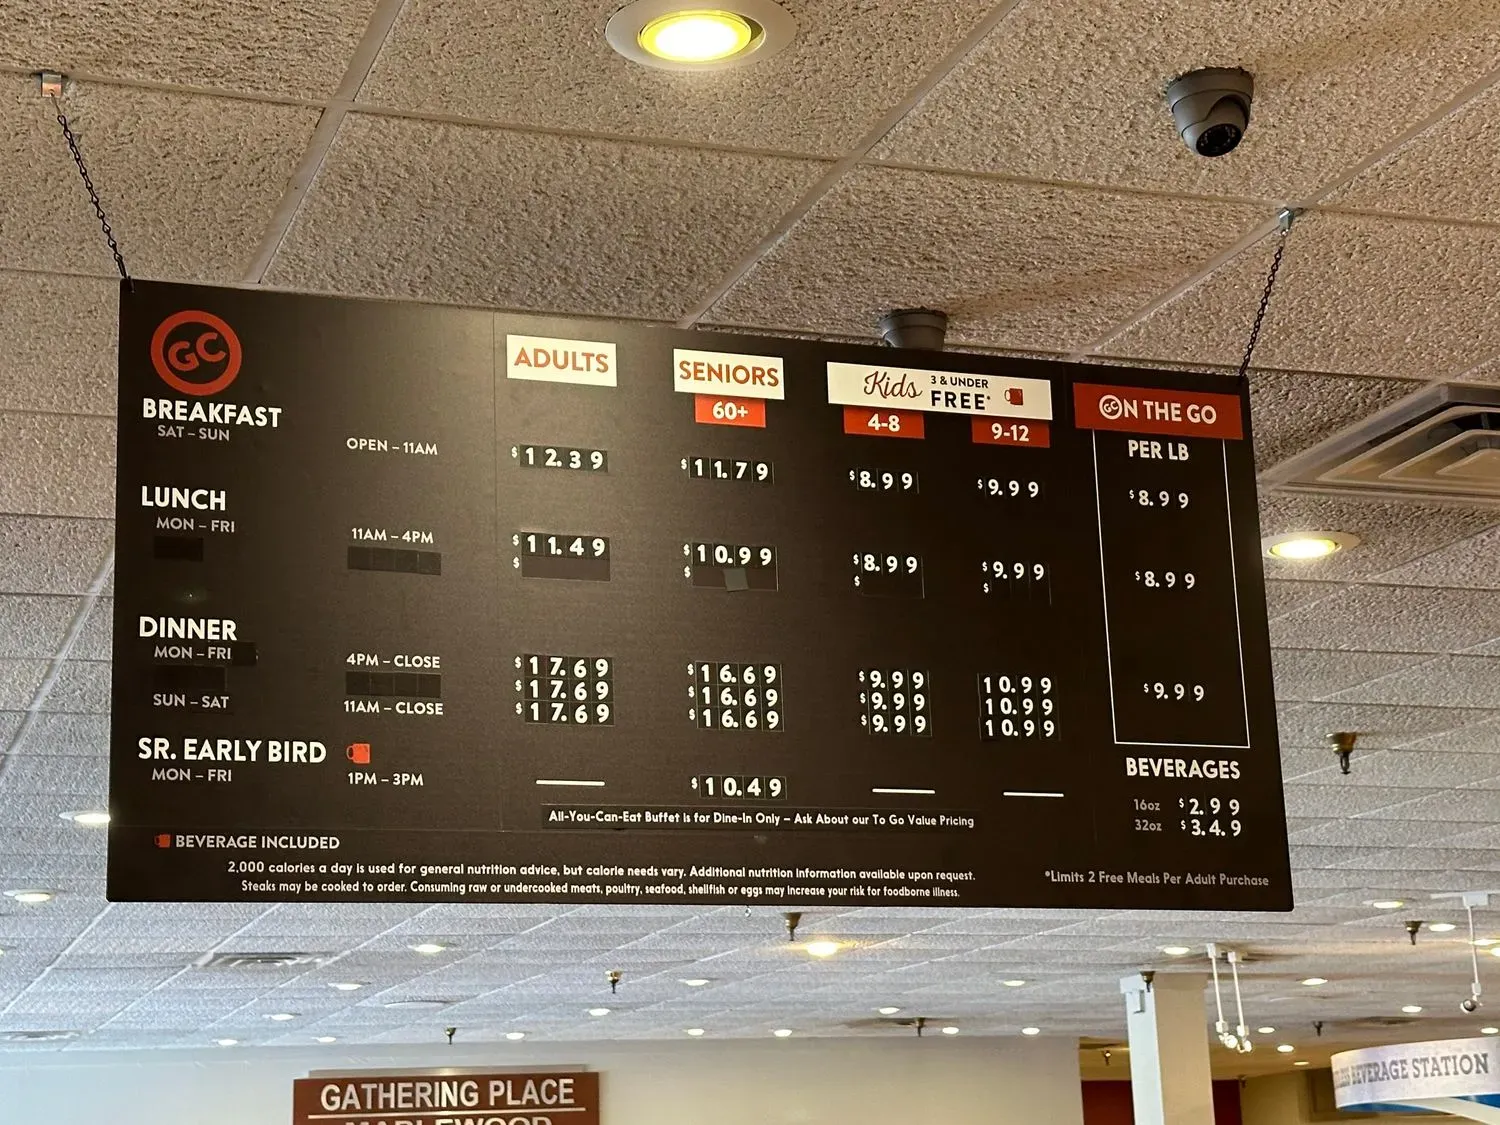 GC
ADULTS
SENIORS
60+
Kids 3 & UNDER FREE*
4-8
9-12
GC ON THE GO
PER LB
BREAKFAST
SAT – SUN
OPEN – 11AM
$12.39 $11.79 $8.99 $9.99 $8.99
LUNCH
MON – FRI
11AM – 4PM
$11.49 $10.99 $8.99 $9.99 $8.99
$ $ $ $
DINNER
MON – FRI
4PM – CLOSE
$17.69 $16.69 $9.99 10.99
$17.69 $16.69 $9.99 10.99 $9.99
SUN – SAT
11AM – CLOSE
$17.69 $16.69 $9.99 10.99
SR. EARLY BIRD
MON – FRI
1PM – 3PM
$10.49
BEVERAGES
16oz $2.99
32oz $3.4.9
All-You-Can-Eat Buffet is for Dine-In Only – Ask About our To Go Value Pricing
BEVERAGE INCLUDED
2,000 calories a day is used for general nutrition advice, but calorie needs vary. Additional nutrition information available upon request.
Steaks may be cooked to order. Consuming raw or undercooked meats, poultry, seafood, shellfish or eggs may increase your risk for foodborne illness.
*Limits 2 Free Meals Per Adult Purchase
GATHERING PLACE
BEVERAGE STATION